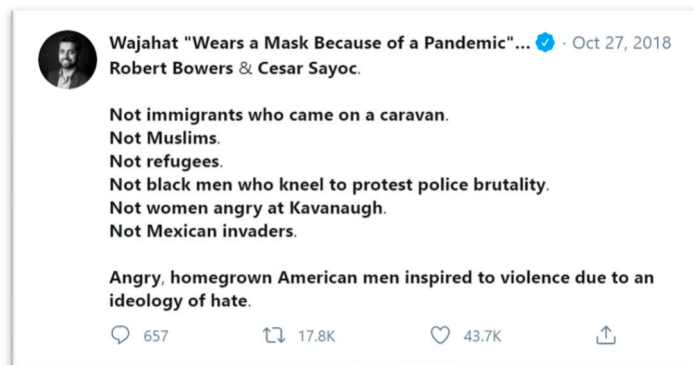 Wajahat "Wears a Mask Because of a Pandemic"... · Oct 27, 2018
Robert Bowers & Cesar Sayoc.
Not immigrants who came on a caravan.
Not Muslims.
Not refugees.
Not black men who kneel to protest police brutality.
Not women angry at Kavanaugh.
Not Mexican invaders.
Angry, homegrown American men inspired to violence due to an
ideology of hate.
657 17.8K 43.7K